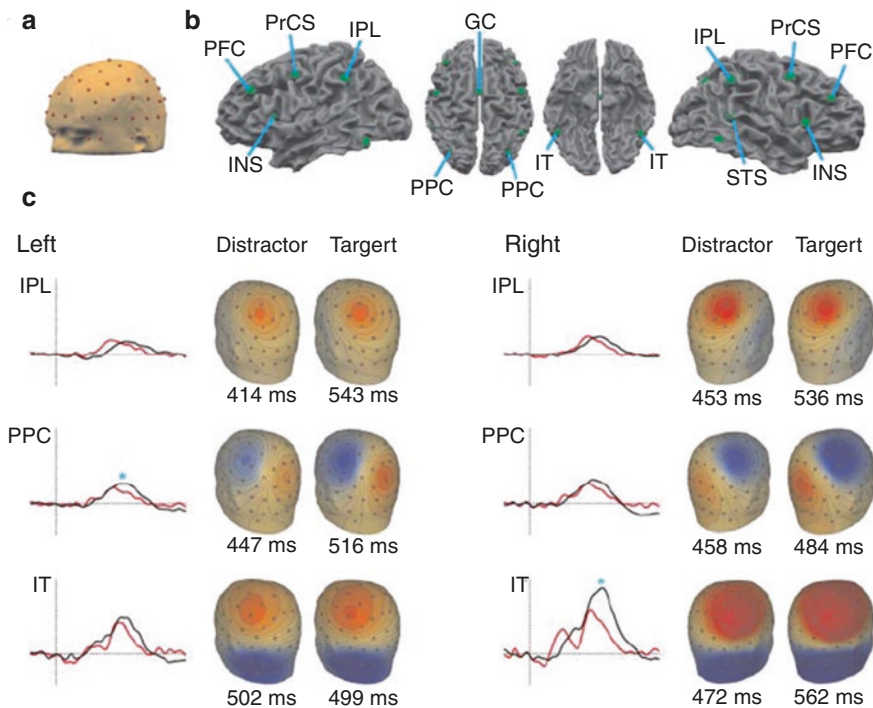 a
b
PFC PrCS IPL GC IPL PrCS PFC
INS PPC PPC IT IT STS INS
c
Left Distractor Targert
Right Distractor Targert
IPL
414 ms 543 ms
IPL
453 ms 536 ms
PPC
*
447 ms 516 ms
PPC
458 ms 484 ms
IT
502 ms 499 ms
IT
*
472 ms 562 ms